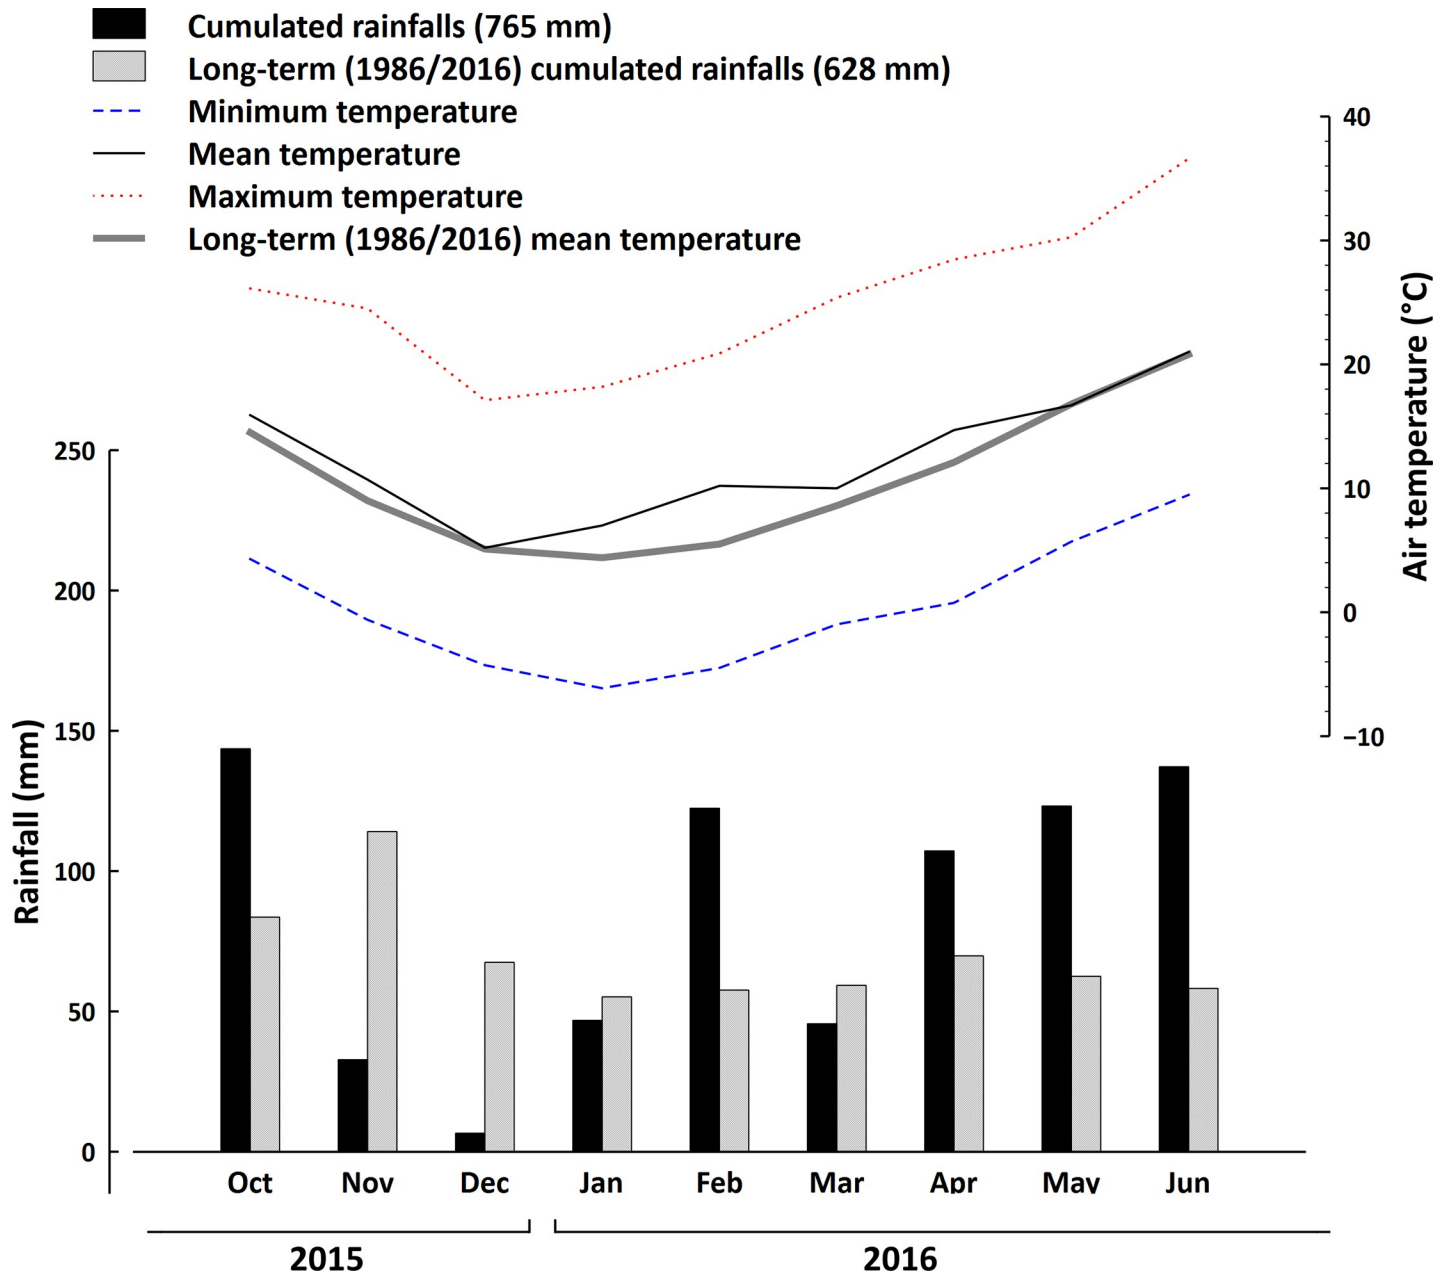 Cumulated rainfalls (765 mm)
Long-term (1986/2016) cumulated rainfalls (628 mm)
Minimum temperature
Mean temperature
Maximum temperature
Long-term (1986/2016) mean temperature
40
30
20
10
0
−10
Air temperature (°C)
250
200
150
100
50
0
Rainfall (mm)
Oct Nov Dec Jan Feb Mar Apr May Jun
2015 2016